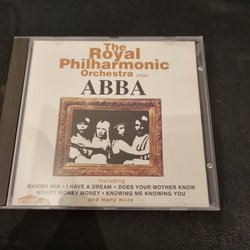 The
Royal
Philharmonic
Orchestra plays
ABBA
including
MAMMA MIA • I HAVE A DREAM • DOES YOUR MOTHER KNOW
MONEY MONEY MONEY • KNOWING ME KNOWING YOU
and many more